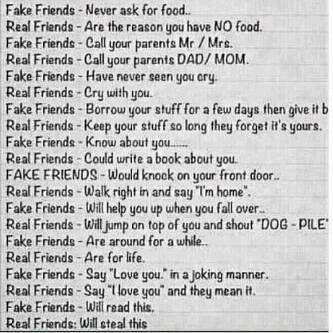 Fake Friends - Never ask for food..
Real Friends - Are the reason you have NO food.
Fake Friends - Call your parents Mr / Mrs.
Real Friends - Call your parents DAD/ MOM.
Fake Friends - Have never seen you cry.
Real Friends - Cry with you.
Fake Friends - Borrow your stuff for a few days then give it b
Real Friends - Keep your stuff so long they forget it's yours.
Fake Friends - Know about you......
Real Friends - Could write a book about you.
FAKE FRIENDS - Would knock on your front door..
Real Friends - Walk right in and say "I'm home".
Fake Friends - Will help you up when you fall over..
Real Friends - Will jump on top of you and shout "DOG - PILE'
Fake Friends - Are around for a while..
Real Friends - Are for life.
Fake Friends - Say "Love you." in a joking manner.
Real Friends - Say "I love you" and they mean it.
Fake Friends - Will read this.
Real Friends: Will steal this